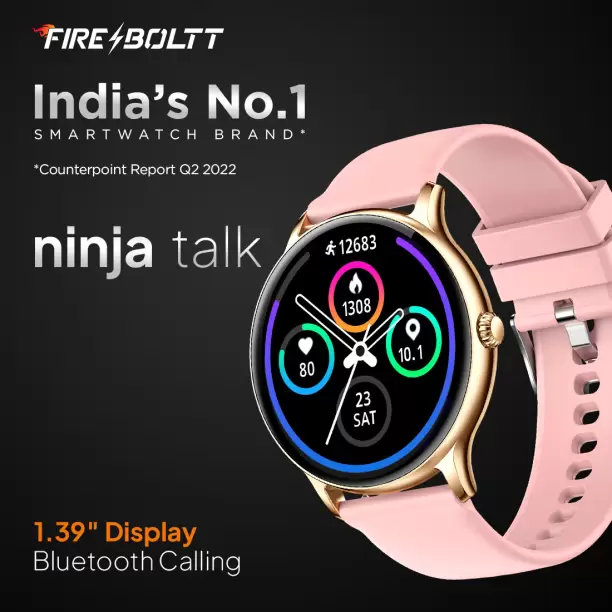 FIRE BOLTT
India's No.1
SMARTWATCH BRAND*
*Counterpoint Report Q2 2022
ninja talk
12683
1308
80
10.1
23
SAT
1.39" Display
Bluetooth Calling